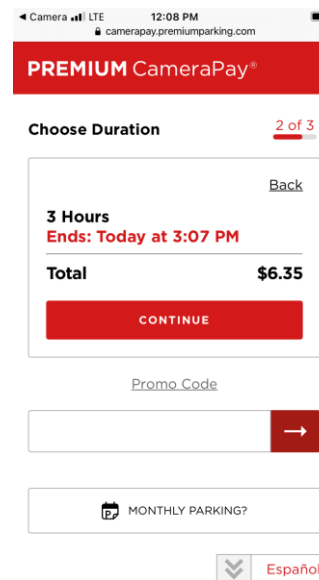 Camera LTE 12:08 PM
camerapay.premiumparking.com
PREMIUM CameraPay®
Choose Duration 2 of 3
Back
3 Hours
Ends: Today at 3:07 PM
Total $6.35
CONTINUE
Promo Code
MONTHLY PARKING?
Español